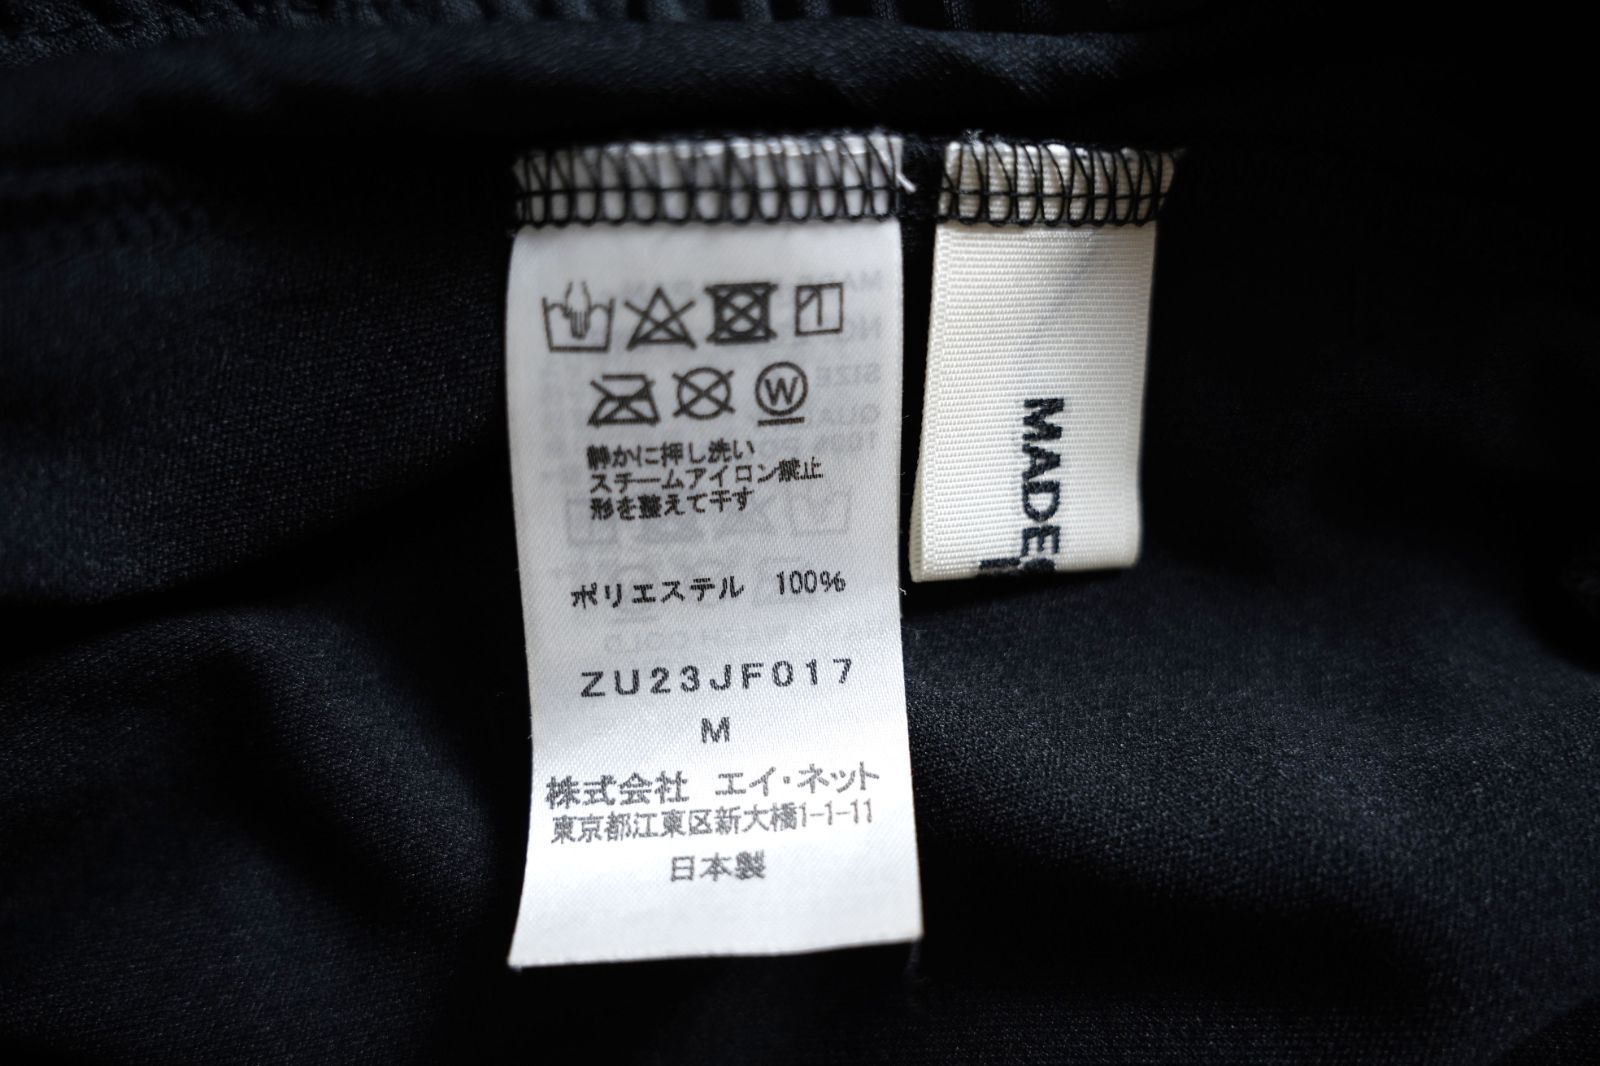 W
静かに押し洗い
スチームアイロン禁止
形を整えて干す
ポリエステル 100%
ZU23JF017
M
株式会社 エイ・ネット
東京都江東区新大橋1-1-11
日本製
MADE